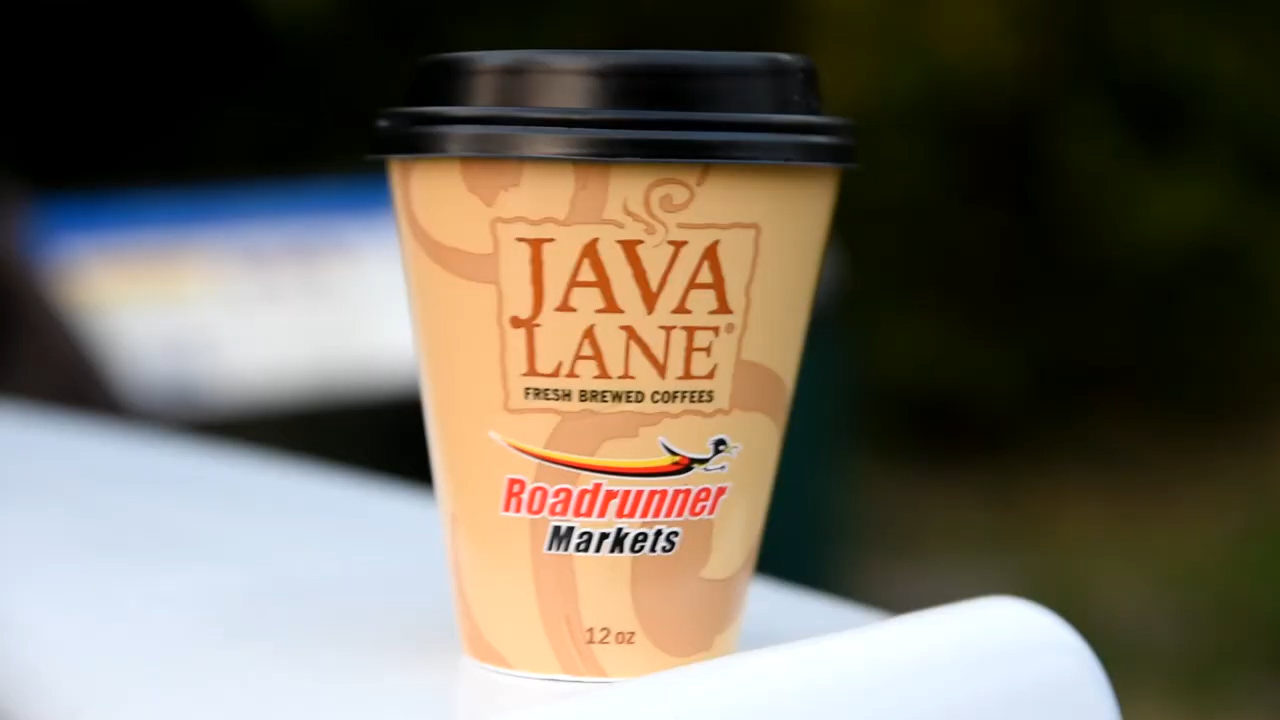 JAVA
LANE®
FRESH BREWED COFFEES
Roadrunner
Markets
12 oz